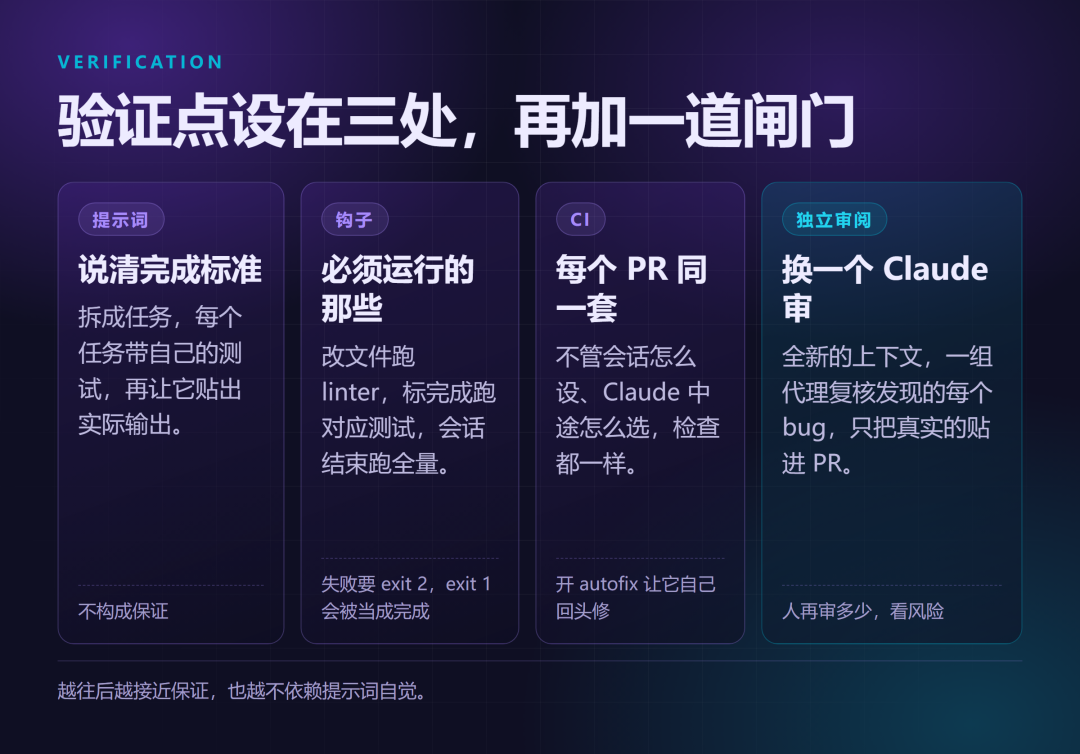 VERIFICATION
验证点设在三处，再加一道闸门
提示词
说清完成标准
拆成任务，每个
任务带自己的测
试，再让它贴出
实际输出。
不构成保证
钩子
必须运行的
那些
改文件跑
linter，标完成跑
对应测试，会话
结束跑全量。
失败要 exit 2，exit 1
会被当成完成
CI
每个 PR 同
一套
不管会话怎么
设、Claude 中
途怎么选，检查
都一样。
开 autofix 让它自己
回头修
独立审阅
换一个 Claude
审
全新的上下文，一组
代理复核发现的每个
bug，只把真实的贴
进 PR。
人再审多少，看风险
越往后越接近保证，也越不依赖提示词自觉。